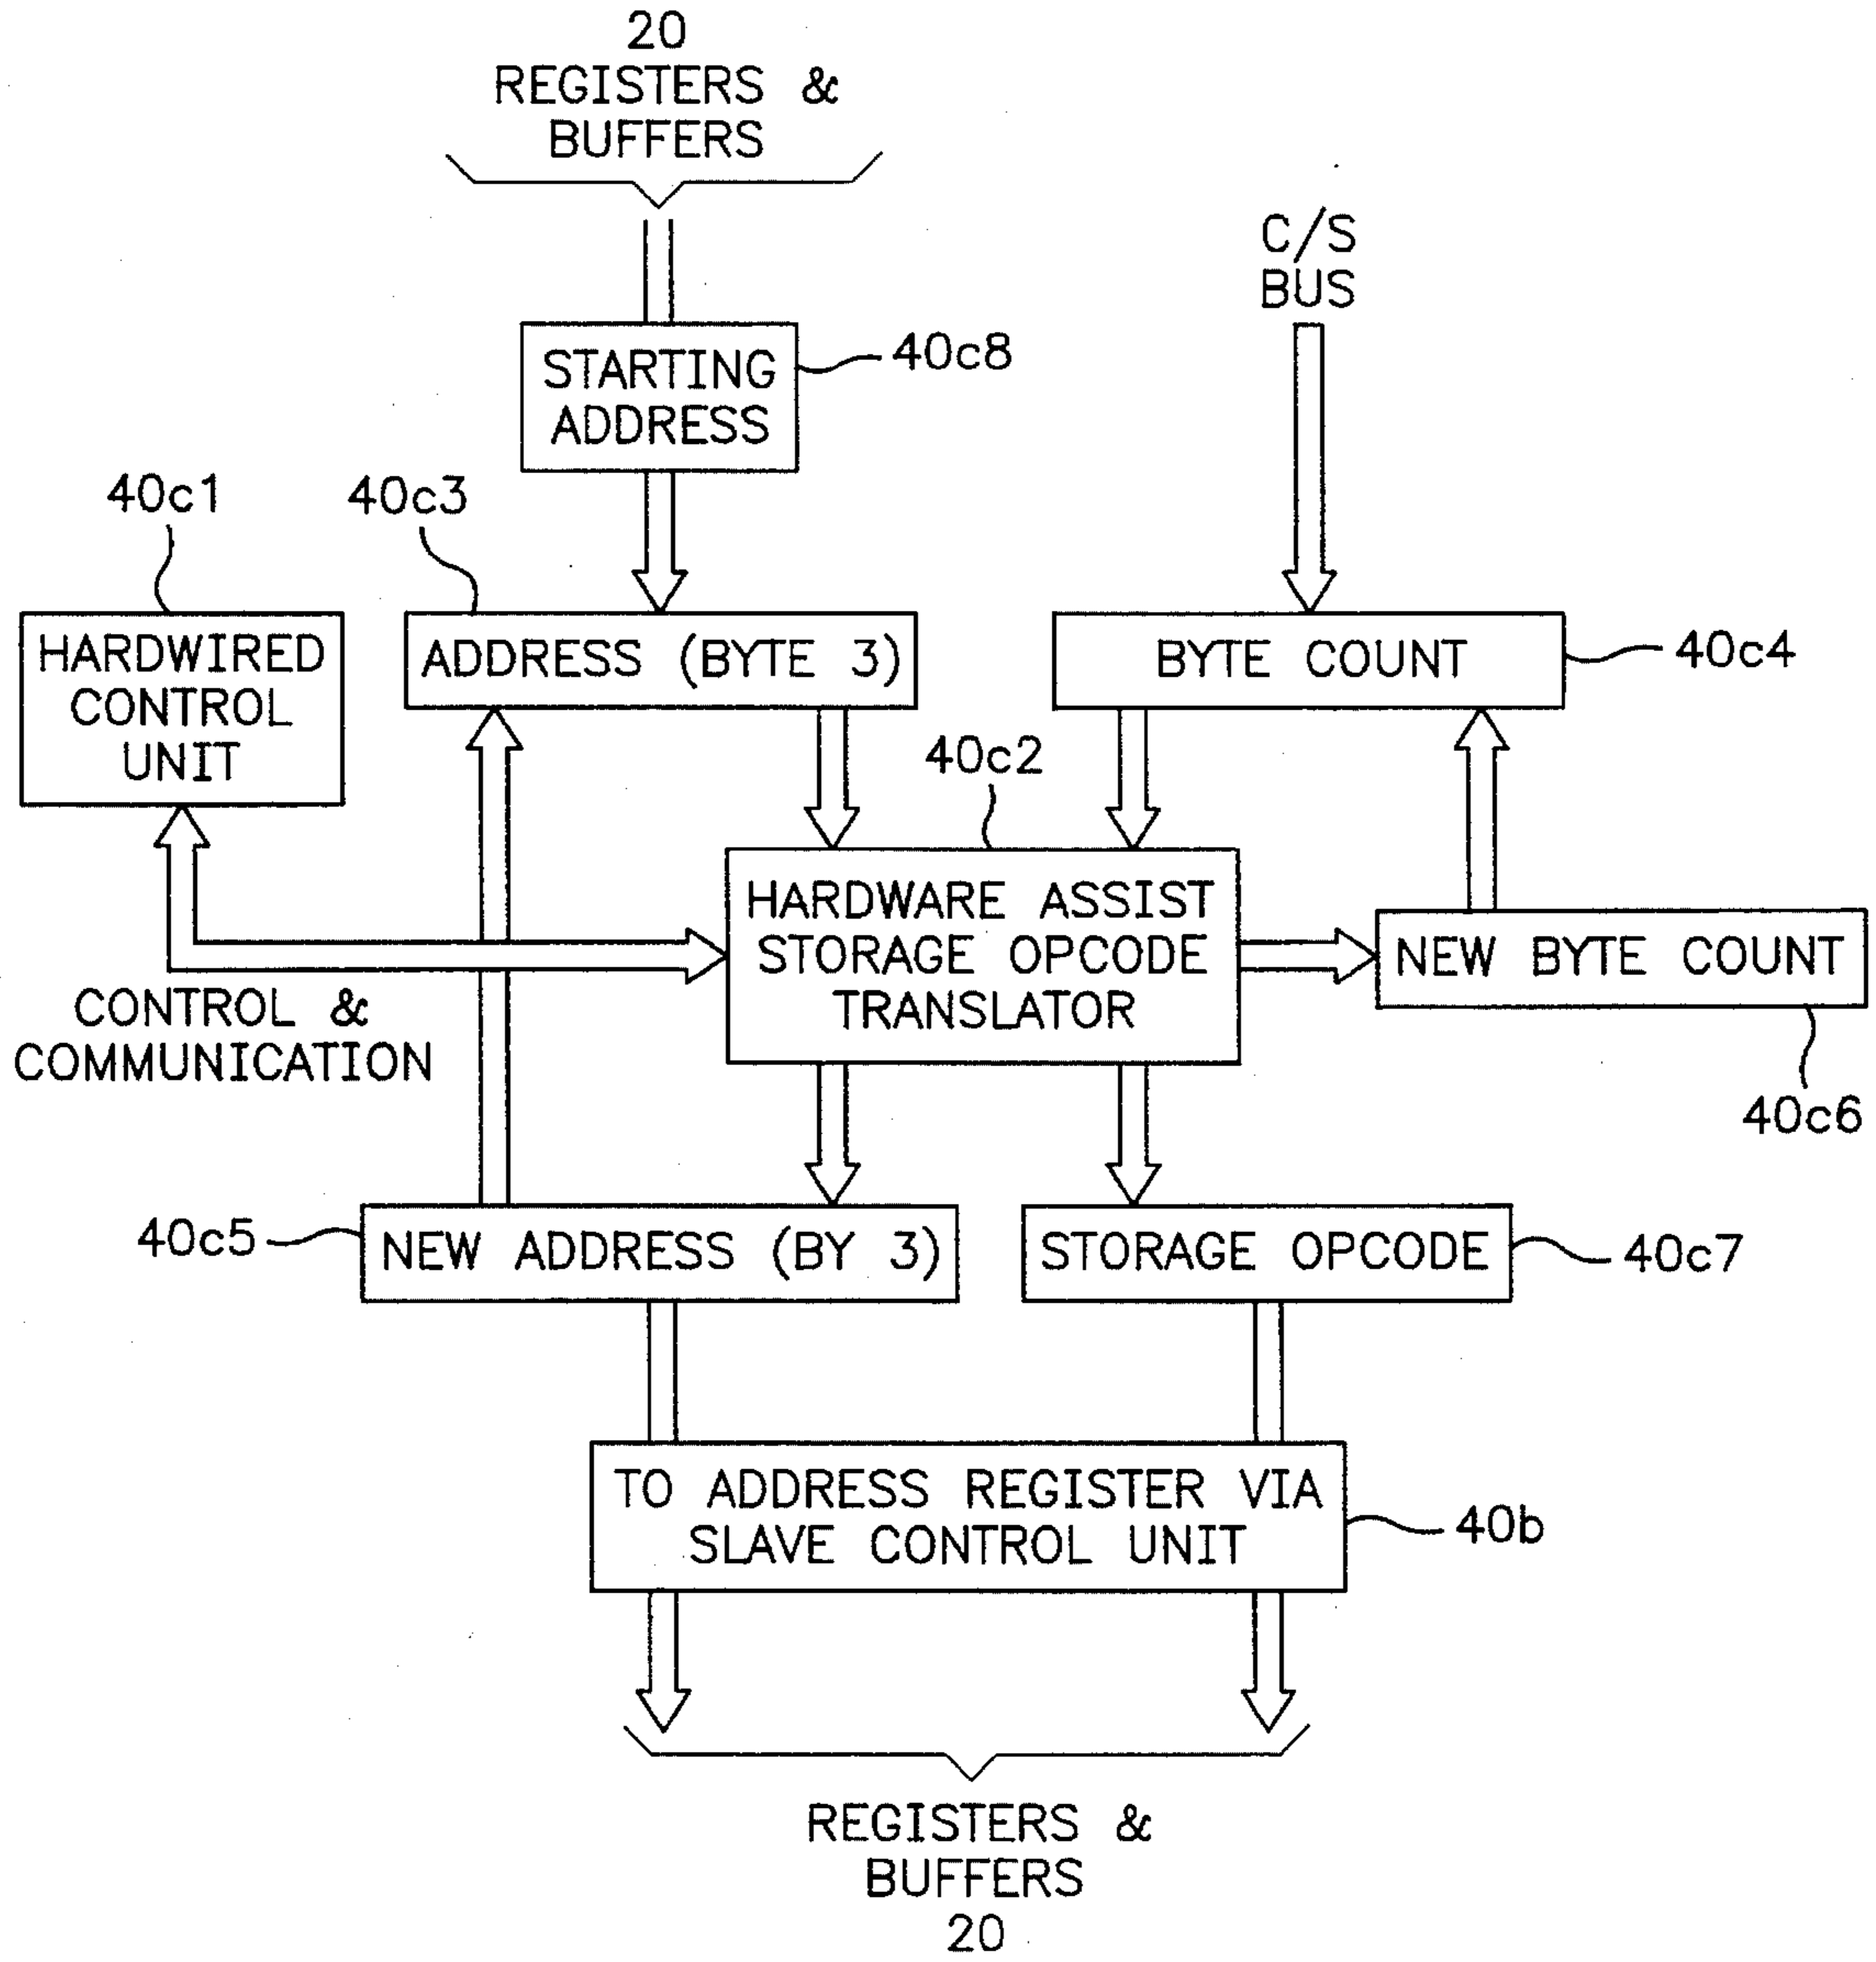 20
REGISTERS &
BUFFERS
C/S
BUS
STARTING
ADDRESS
40c8
40c1
40c3
HARDWIRED
CONTROL
UNIT
ADDRESS (BYTE 3)
BYTE COUNT
40c4
40c2
HARDWARE ASSIST
STORAGE OPCODE
TRANSLATOR
NEW BYTE COUNT
CONTROL &
COMMUNICATION
40c6
40c5
NEW ADDRESS (BY 3)
STORAGE OPCODE
40c7
TO ADDRESS REGISTER VIA
SLAVE CONTROL UNIT
40b
REGISTERS &
BUFFERS
20